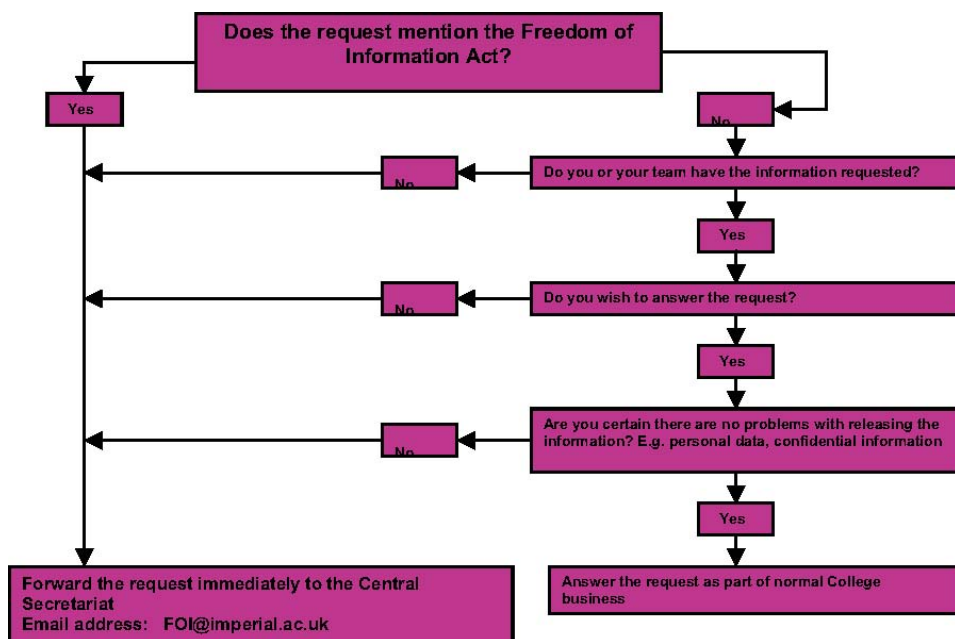 Does the request mention the Freedom of
Information Act?
Yes
No
No
Do you or your team have the information requested?
Yes
No
Do you wish to answer the request?
Yes
No
Are you certain there are no problems with releasing the
information? E.g. personal data, confidential information
Yes
Forward the request immediately to the Central
Secretariat
Email address: FOI@imperial.ac.uk
Answer the request as part of normal College
business